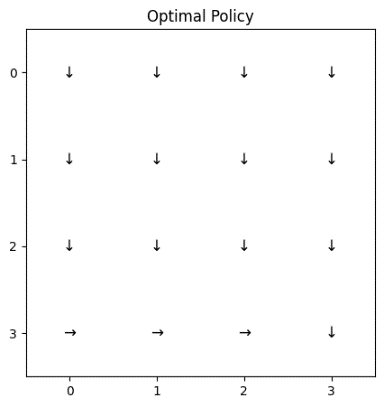 Optimal Policy
0 ↓ ↓ ↓ ↓
1 ↓ ↓ ↓ ↓
2 ↓ ↓ ↓ ↓
3 → → → ↓
0 1 2 3